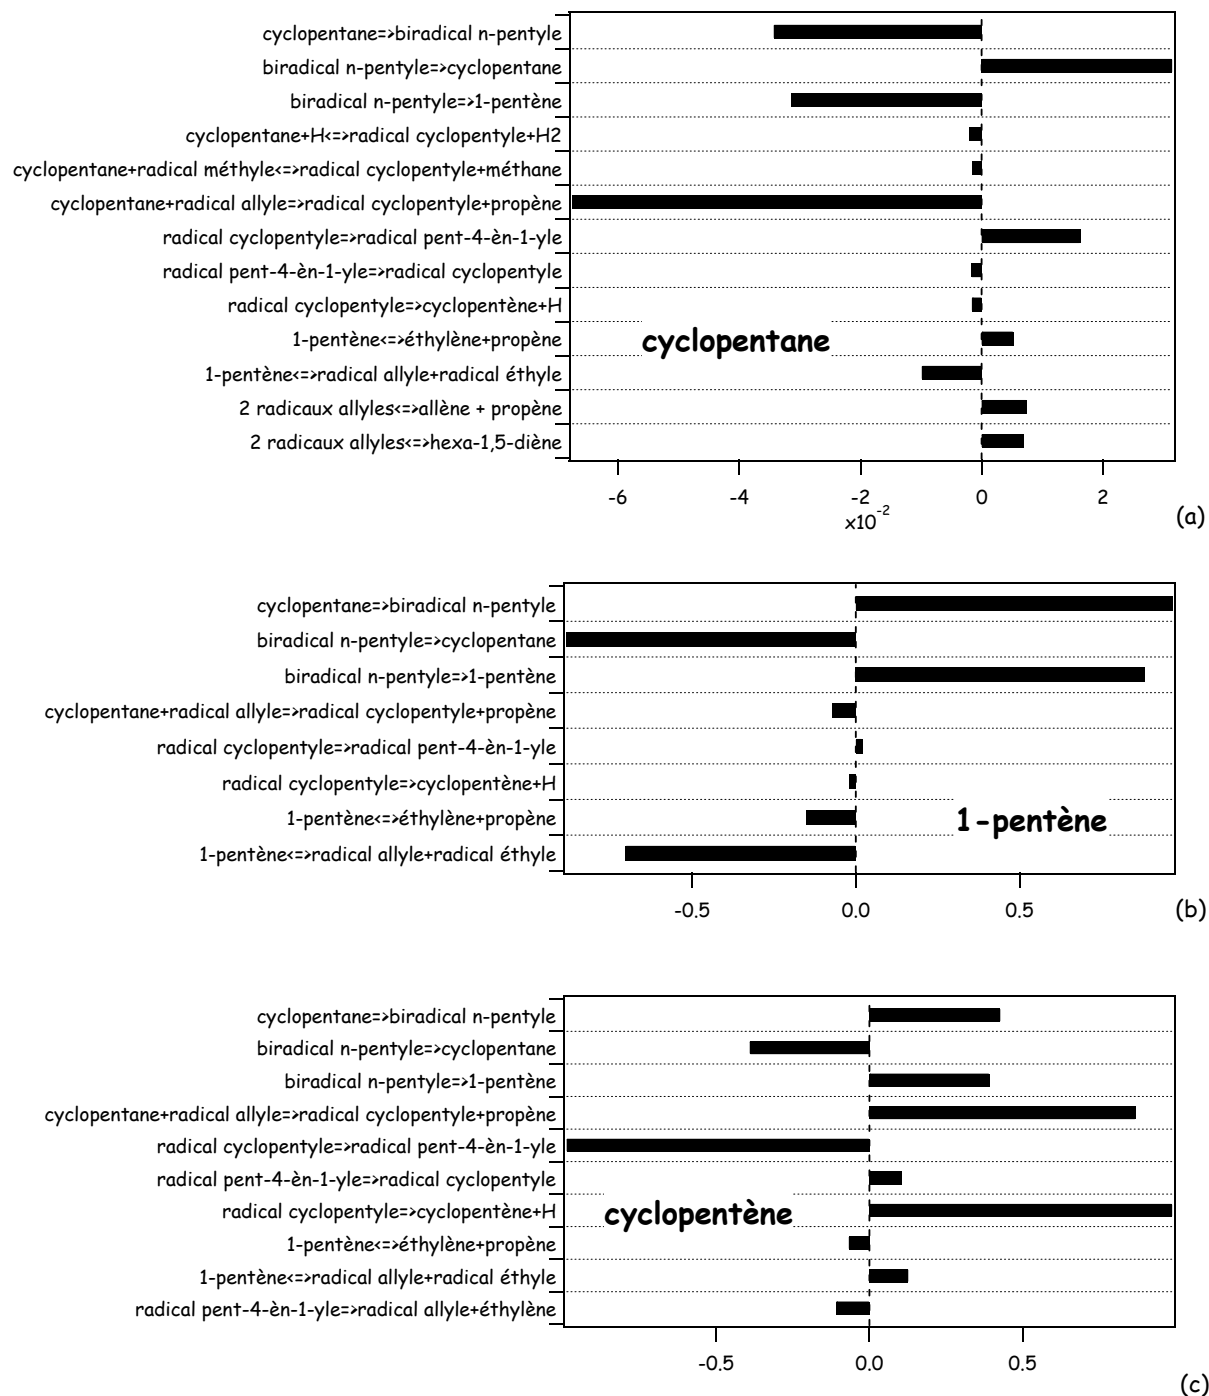 cyclopentane=>biradical n-pentyle
biradical n-pentyle=>cyclopentane
biradical n-pentyle=>1-pentène
cyclopentane+H<=>radical cyclopentyle+H2
cyclopentane+radical méthyle<=>radical cyclopentyle+méthane
cyclopentane+radical allyle=>radical cyclopentyle+propène
radical cyclopentyle=>radical pent-4-èn-1-yle
radical pent-4-èn-1-yle=>radical cyclopentyle
radical cyclopentyle=>cyclopentène+H
1-pentène<=>éthylène+propène
cyclopentane
1-pentène<=>radical allyle+radical éthyle
2 radicaux allyles<=>allène + propène
2 radicaux allyles<=>hexa-1,5-diène
-6 -4 -2 0 2
x10-2
(a)
cyclopentane=>biradical n-pentyle
biradical n-pentyle=>cyclopentane
biradical n-pentyle=>1-pentène
cyclopentane+radical allyle=>radical cyclopentyle+propène
radical cyclopentyle=>radical pent-4-èn-1-yle
radical cyclopentyle=>cyclopentène+H
1-pentène<=>éthylène+propène
1-pentène
1-pentène<=>radical allyle+radical éthyle
-0.5 0.0 0.5
(b)
cyclopentane=>biradical n-pentyle
biradical n-pentyle=>cyclopentane
biradical n-pentyle=>1-pentène
cyclopentane+radical allyle=>radical cyclopentyle+propène
radical cyclopentyle=>radical pent-4-èn-1-yle
radical pent-4-èn-1-yle=>radical cyclopentyle
radical cyclopentyle=>cyclopentène+H
cyclopentène
1-pentène<=>éthylène+propène
1-pentène<=>radical allyle+radical éthyle
radical pent-4-èn-1-yle=>radical allyle+éthylène
-0.5 0.0 0.5
(c)